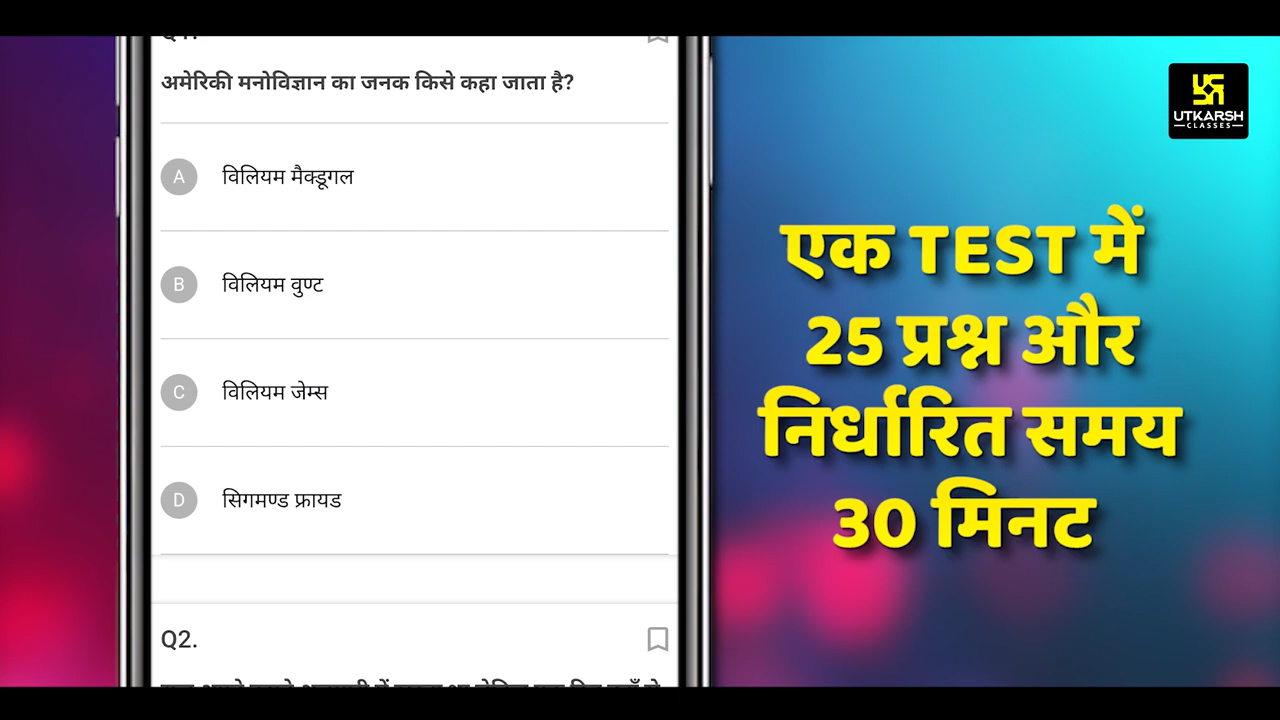 अमेरिकी मनोविज्ञान का जनक किसे कहा जाता है?
A विलियम मैक्डूगल
B विलियम वुण्ट
C विलियम जेम्स
D सिगमण्ड फ्रायड
Q2.
UTKARSH
CLASSES
एक TEST में
25 प्रश्न और
निर्धारित समय
30 मिनट